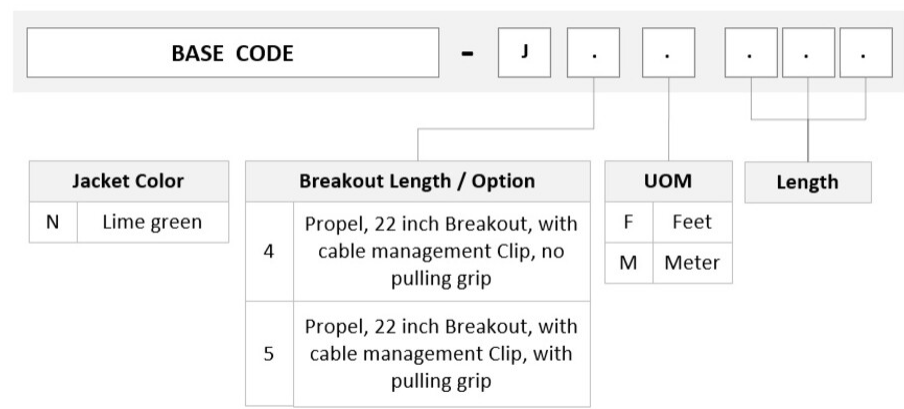 BASE CODE - J . . . . .
Jacket Color
N Lime green
Breakout Length / Option
4 Propel, 22 inch Breakout, with
cable management Clip, no
pulling grip
5 Propel, 22 inch Breakout, with
cable management Clip, with
pulling grip
UOM
F Feet
M Meter
Length